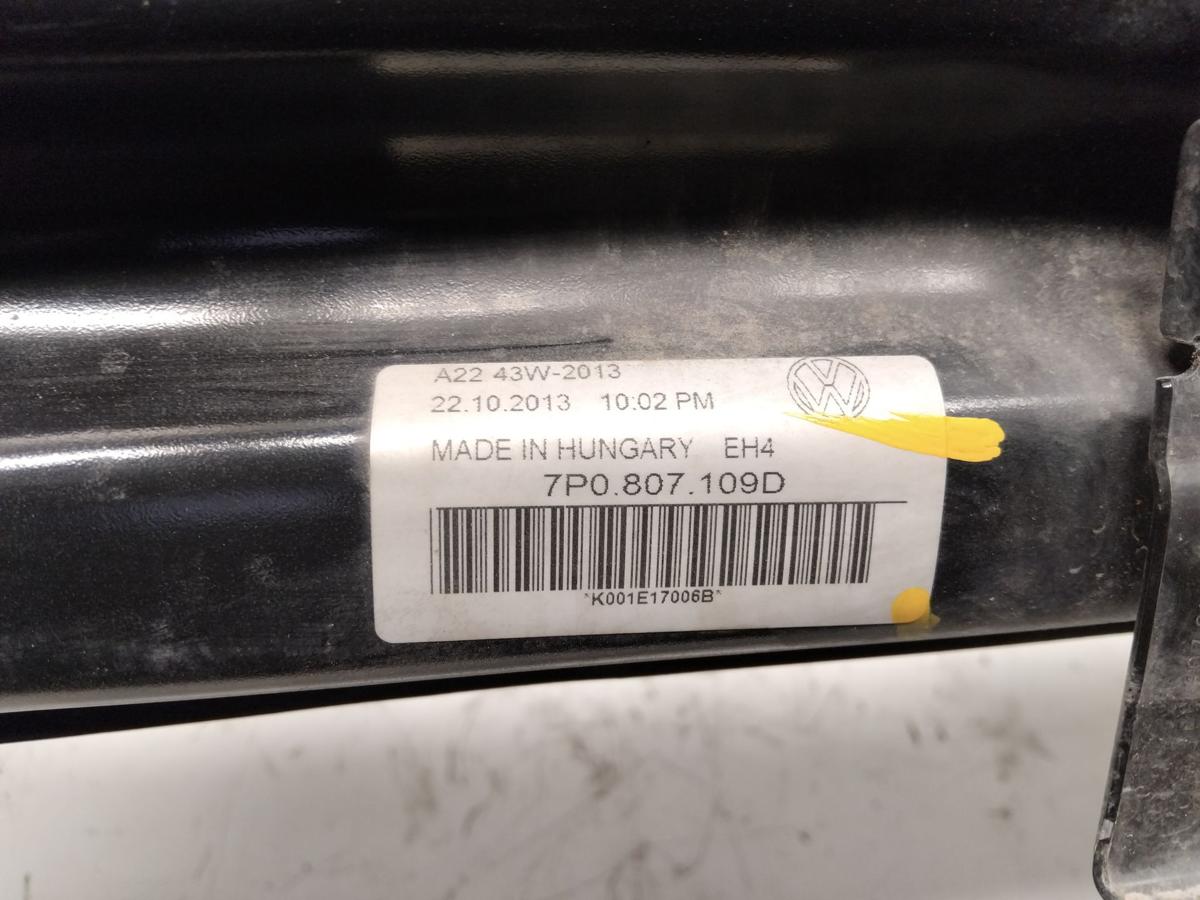 A22 43W-2013
22.10.2013 10:02 PM
MADE IN HUNGARY EH4
7P0.807.109D
*K001E17006B*